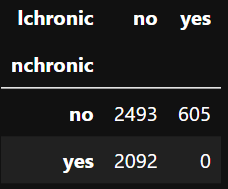 lchronic no yes
nchronic
no 2493 605
yes 2092 0